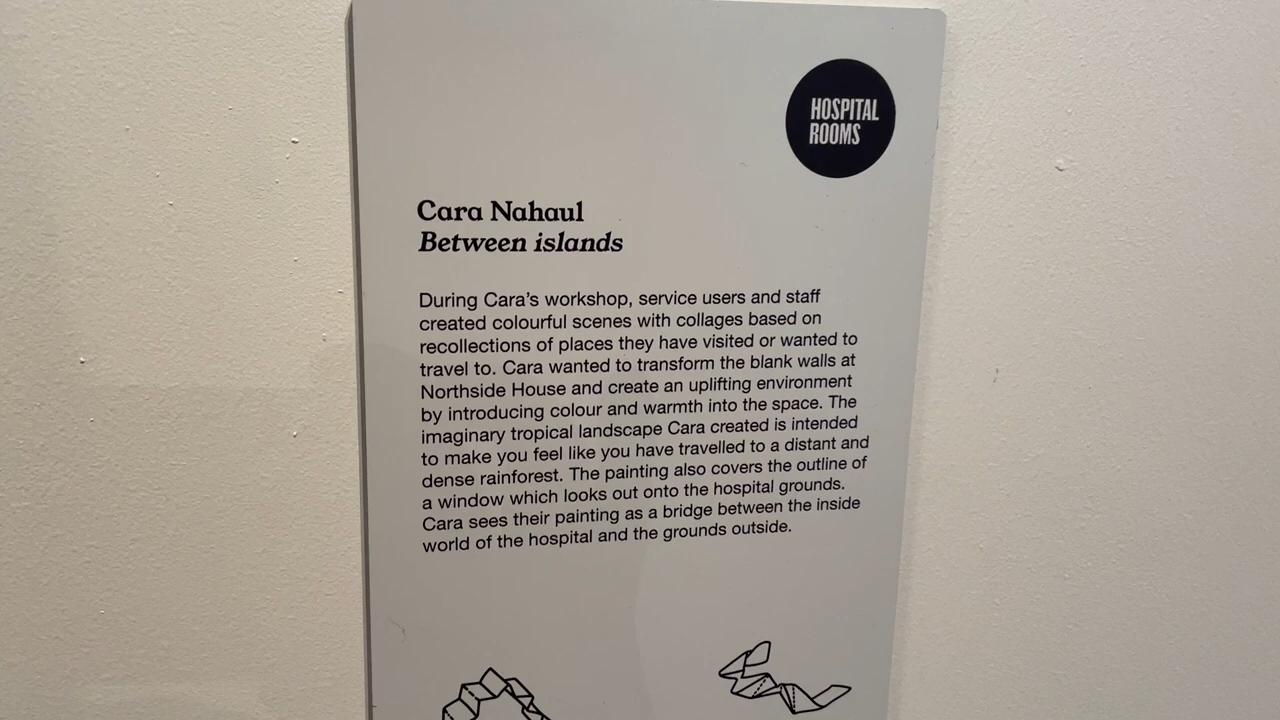 HOSPITAL
ROOMS
Cara Nahaul
Between islands
During Cara's workshop, service users and staff
created colourful scenes with collages based on
recollections of places they have visited or wanted to
travel to. Cara wanted to transform the blank walls at
Northside House and create an uplifting environment
by introducing colour and warmth into the space. The
imaginary tropical landscape Cara created is intended
to make you feel like you have travelled to a distant and
dense rainforest. The painting also covers the outline of
a window which looks out onto the hospital grounds.
Cara sees their painting as a bridge between the inside
world of the hospital and the grounds outside.